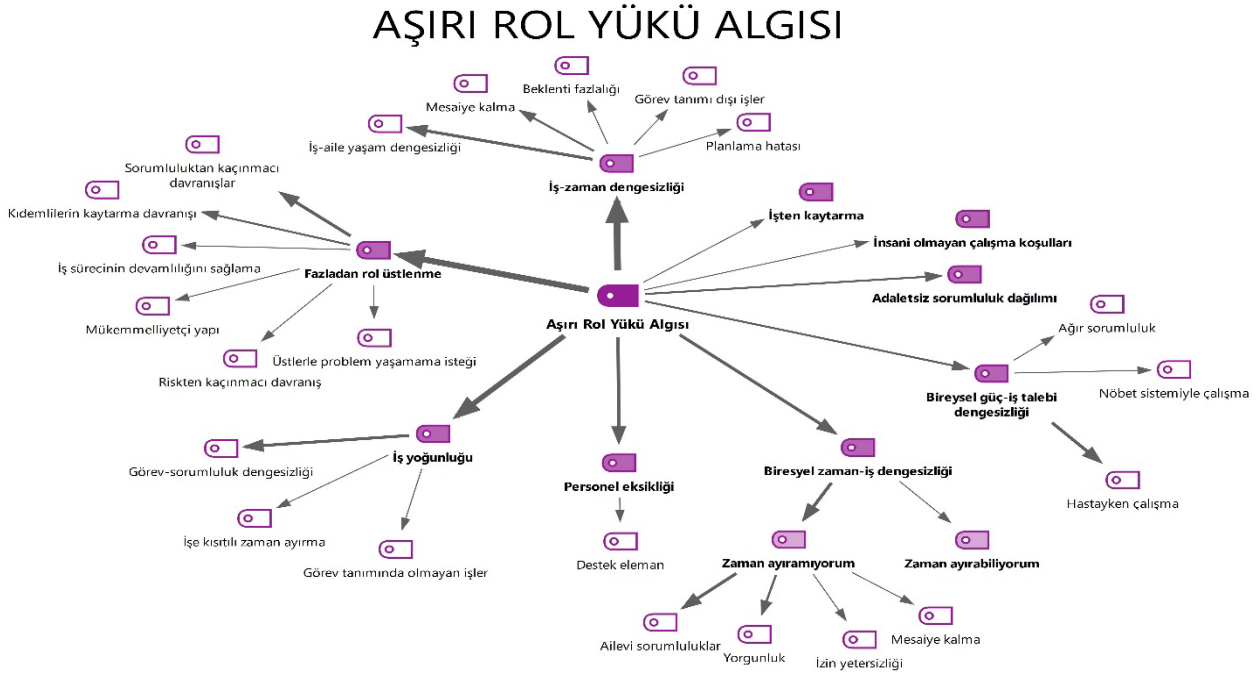 AŞIRI ROL YÜKÜ ALGISI
Beklenti fazlalığı
Mesaiye kalma
Görev tanımı dışı işler
İş-aile yaşam dengesizliği
Planlama hatası
İş-zaman dengesizliği
Sorumluluktan kaçınmacı
davranışlar
Kıdemlilerin kaytarma davranışı
İş sürecinin devamlılığını sağlama
Fazladan rol üstlenme
Mükemmelliyetçi yapı
Riskten kaçınmacı davranış
Üstlerle problem yaşamama isteği
İşten kaytarma
İnsani olmayan çalışma koşulları
Adaletsiz sorumluluk dağılımı
Aşırı Rol Yükü Algısı
Ağır sorumluluk
Bireysel güç-iş talebi
dengesizliği
Nöbet sistemiyle çalışma
Hastayken çalışma
İş yoğunluğu
Görev-sorumluluk dengesizliği
İşe kısıtılı zaman ayırma
Görev tanımında olmayan işler
Personel eksikliği
Destek eleman
Biresyel zaman-iş dengesizliği
Zaman ayıramıyorum
Zaman ayırabiliyorum
Ailevi sorumluluklar
Yorgunluk
İzin yetersizliği
Mesaiye kalma